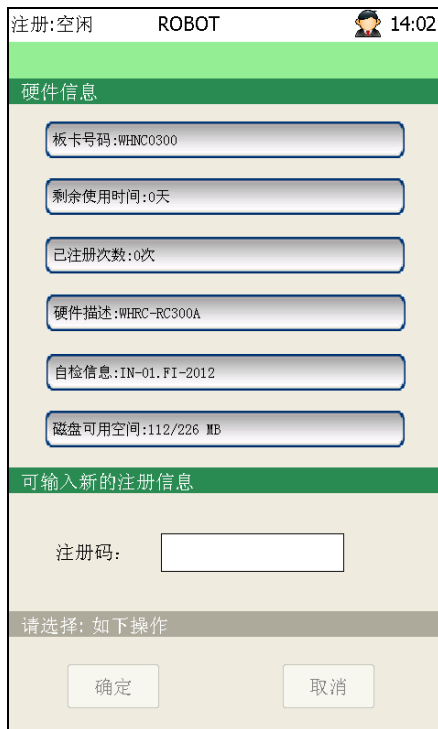 注册:空闲 ROBOT 14:02
硬件信息
板卡号码:WHNC0300
剩余使用时间:0天
已注册次数:0次
硬件描述:WHRC-RC300A
自检信息:IN-01.FI-2012
磁盘可用空间:112/226 MB
可输入新的注册信息
注册码:
请选择: 如下操作
确定 取消